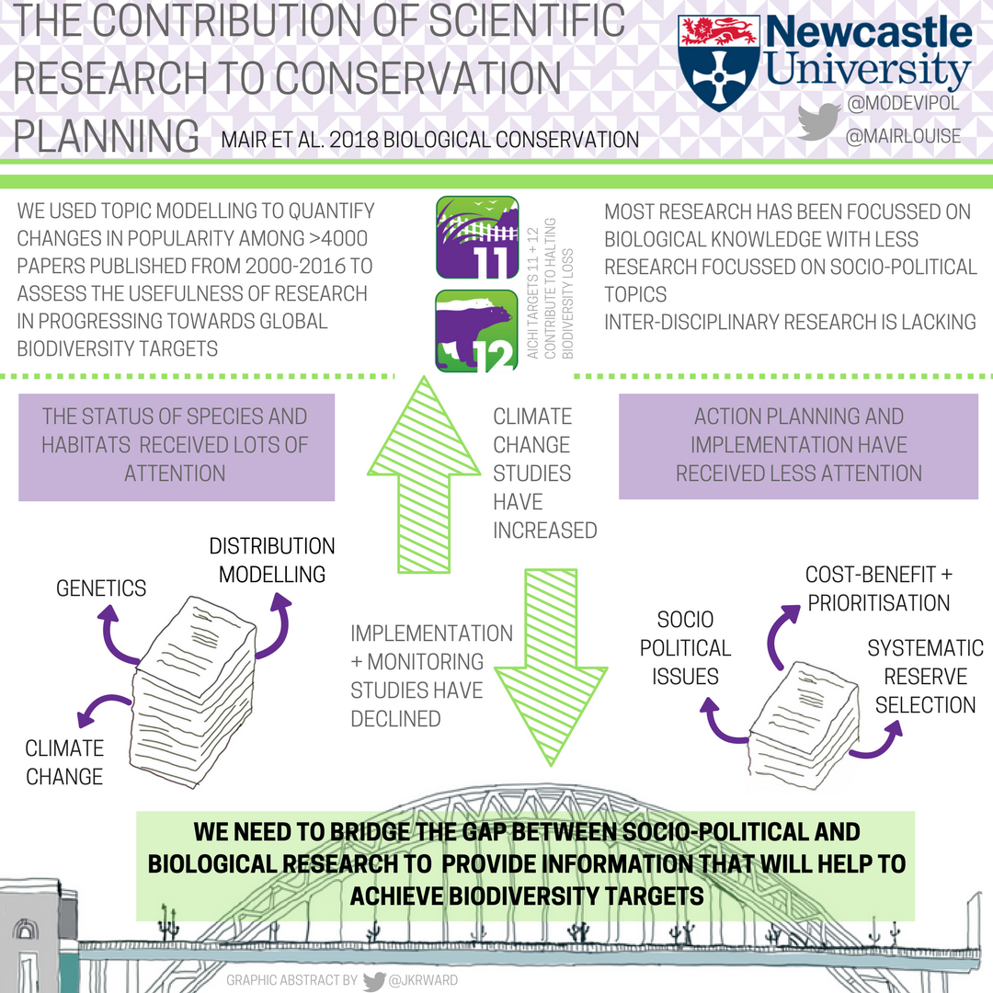 THE CONTRIBUTION OF SCIENTIFIC
RESEARCH TO CONSERVATION
PLANNING
MAIR ET AL. 2018 BIOLOGICAL CONSERVATION
Newcastle
University
@MODEVIPOL
@MAIRLOUISE
WE USED TOPIC MODELLING TO QUANTIFY
CHANGES IN POPULARITY AMONG >4000
PAPERS PUBLISHED FROM 2000-2016 TO
ASSESS THE USEFULNESS OF RESEARCH
IN PROGRESSING TOWARDS GLOBAL
BIODIVERSITY TARGETS
11
12
AICHI TARGETS 11 + 12
CONTRIBUTE TO HALTING
BIODIVERSITY LOSS
MOST RESEARCH HAS BEEN FOCUSSED ON
BIOLOGICAL KNOWLEDGE WITH LESS
RESEARCH FOCUSSED ON SOCIO-POLITICAL
TOPICS
INTER-DISCIPLINARY RESEARCH IS LACKING
THE STATUS OF SPECIES AND
HABITATS RECEIVED LOTS OF
ATTENTION
CLIMATE
CHANGE
STUDIES
HAVE
INCREASED
ACTION PLANNING AND
IMPLEMENTATION HAVE
RECEIVED LESS ATTENTION
DISTRIBUTION
MODELLING
GENETICS
CLIMATE
CHANGE
IMPLEMENTATION
+ MONITORING
STUDIES HAVE
DECLINED
COST-BENEFIT +
PRIORITISATION
SOCIO
POLITICAL
ISSUES
SYSTEMATIC
RESERVE
SELECTION
WE NEED TO BRIDGE THE GAP BETWEEN SOCIO-POLITICAL AND
BIOLOGICAL RESEARCH TO PROVIDE INFORMATION THAT WILL HELP TO
ACHIEVE BIODIVERSITY TARGETS
GRAPHIC ABSTRACT BY @JKRWARD